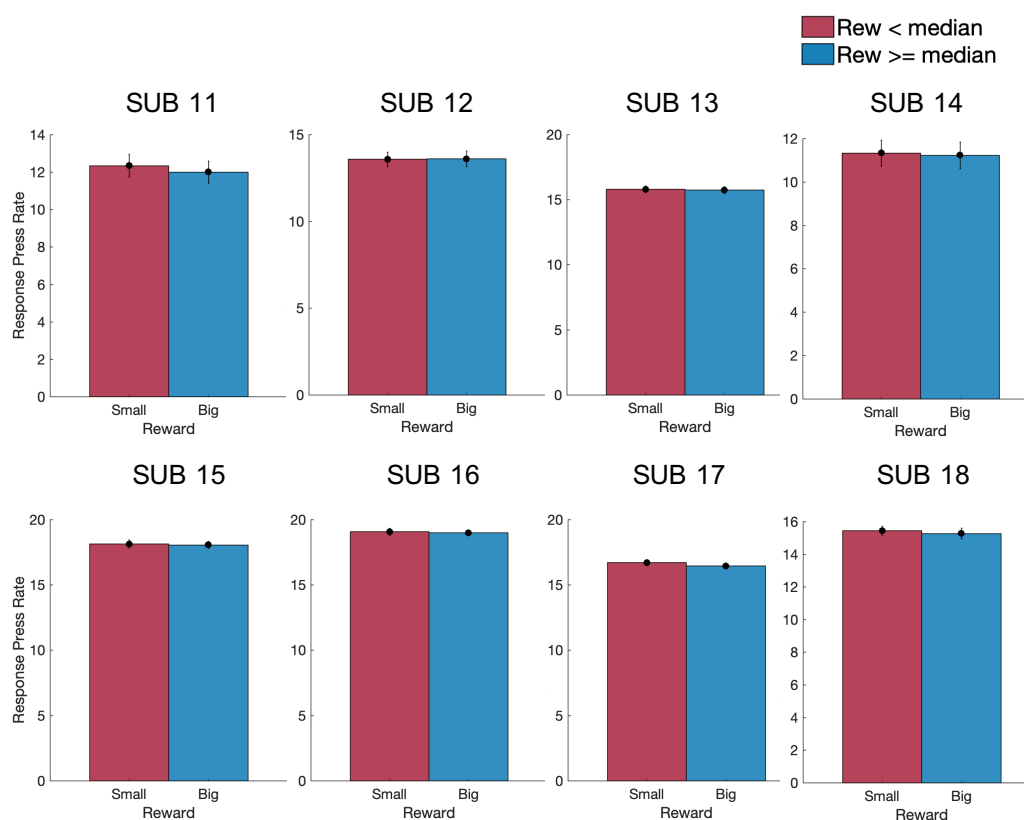 Rew < median
Rew >= median
SUB 11
SUB 12
SUB 13
SUB 14
Response Press Rate
14
12
10
8
6
4
2
0
Small
Big
Reward
15
10
5
0
Small
Big
Reward
20
15
10
5
0
Small
Big
Reward
12
10
8
6
4
2
0
Small
Big
Reward
SUB 15
SUB 16
SUB 17
SUB 18
Response Press Rate
20
15
10
5
0
Small
Big
Reward
20
15
10
5
0
Small
Big
Reward
20
15
10
5
0
Small
Big
Reward
16
14
12
10
8
6
4
2
0
Small
Big
Reward